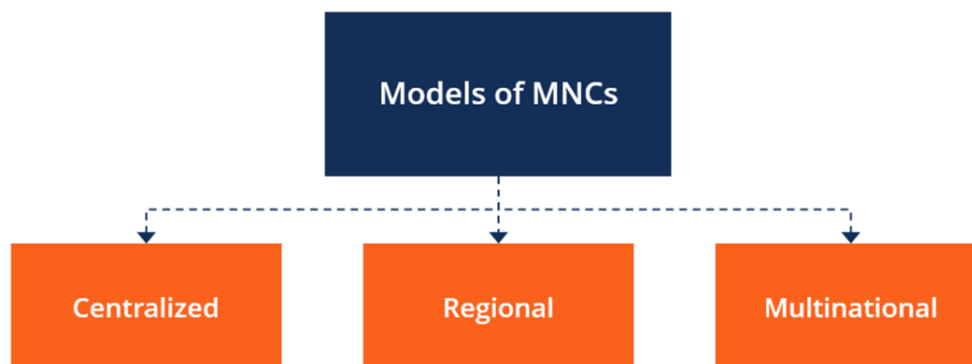 Models of MNCs
Centralized
Regional
Multinational